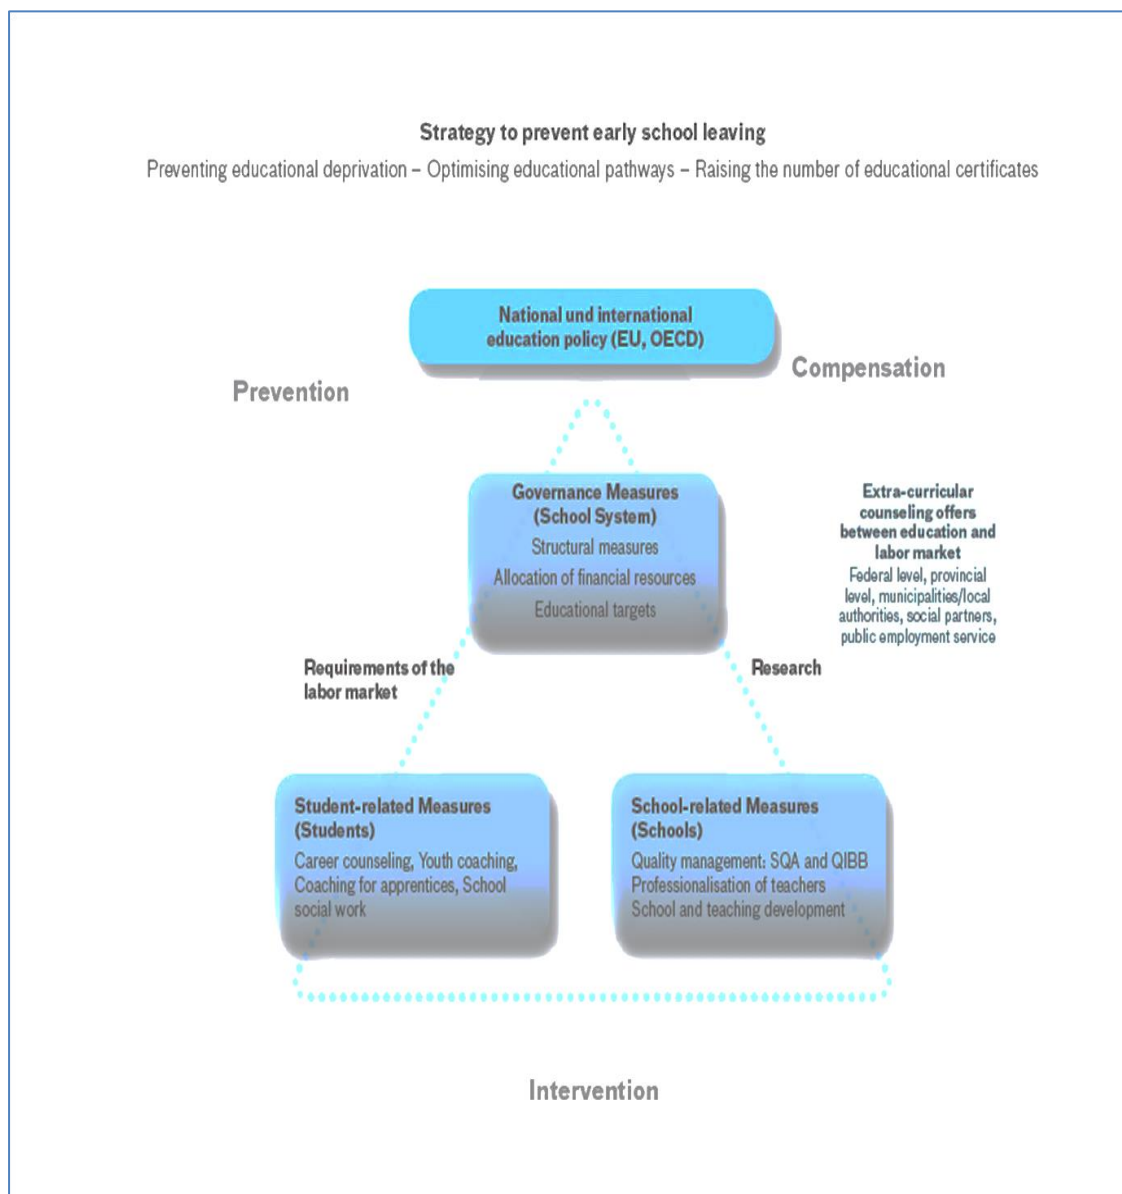 Strategy to prevent early school leaving
Preventing educational deprivation – Optimising educational pathways – Raising the number of educational certificates
National und international
education policy (EU, OECD)
Compensation
Prevention
Governance Measures
(School System)
Structural measures
Allocation of financial resources
Educational targets
Extra-curricular
counseling offers
between education and
labor market
Federal level, provincial
level, municipalities/local
authorities, social partners,
public employment service
Requirements of the
labor market
Research
Student-related Measures
(Students)
Career counseling, Youth coaching,
Coaching for apprentices, School
social work
School-related Measures
(Schools)
Quality management: SQA and QIBB
Professionalisation of teachers
School and teaching development
Intervention